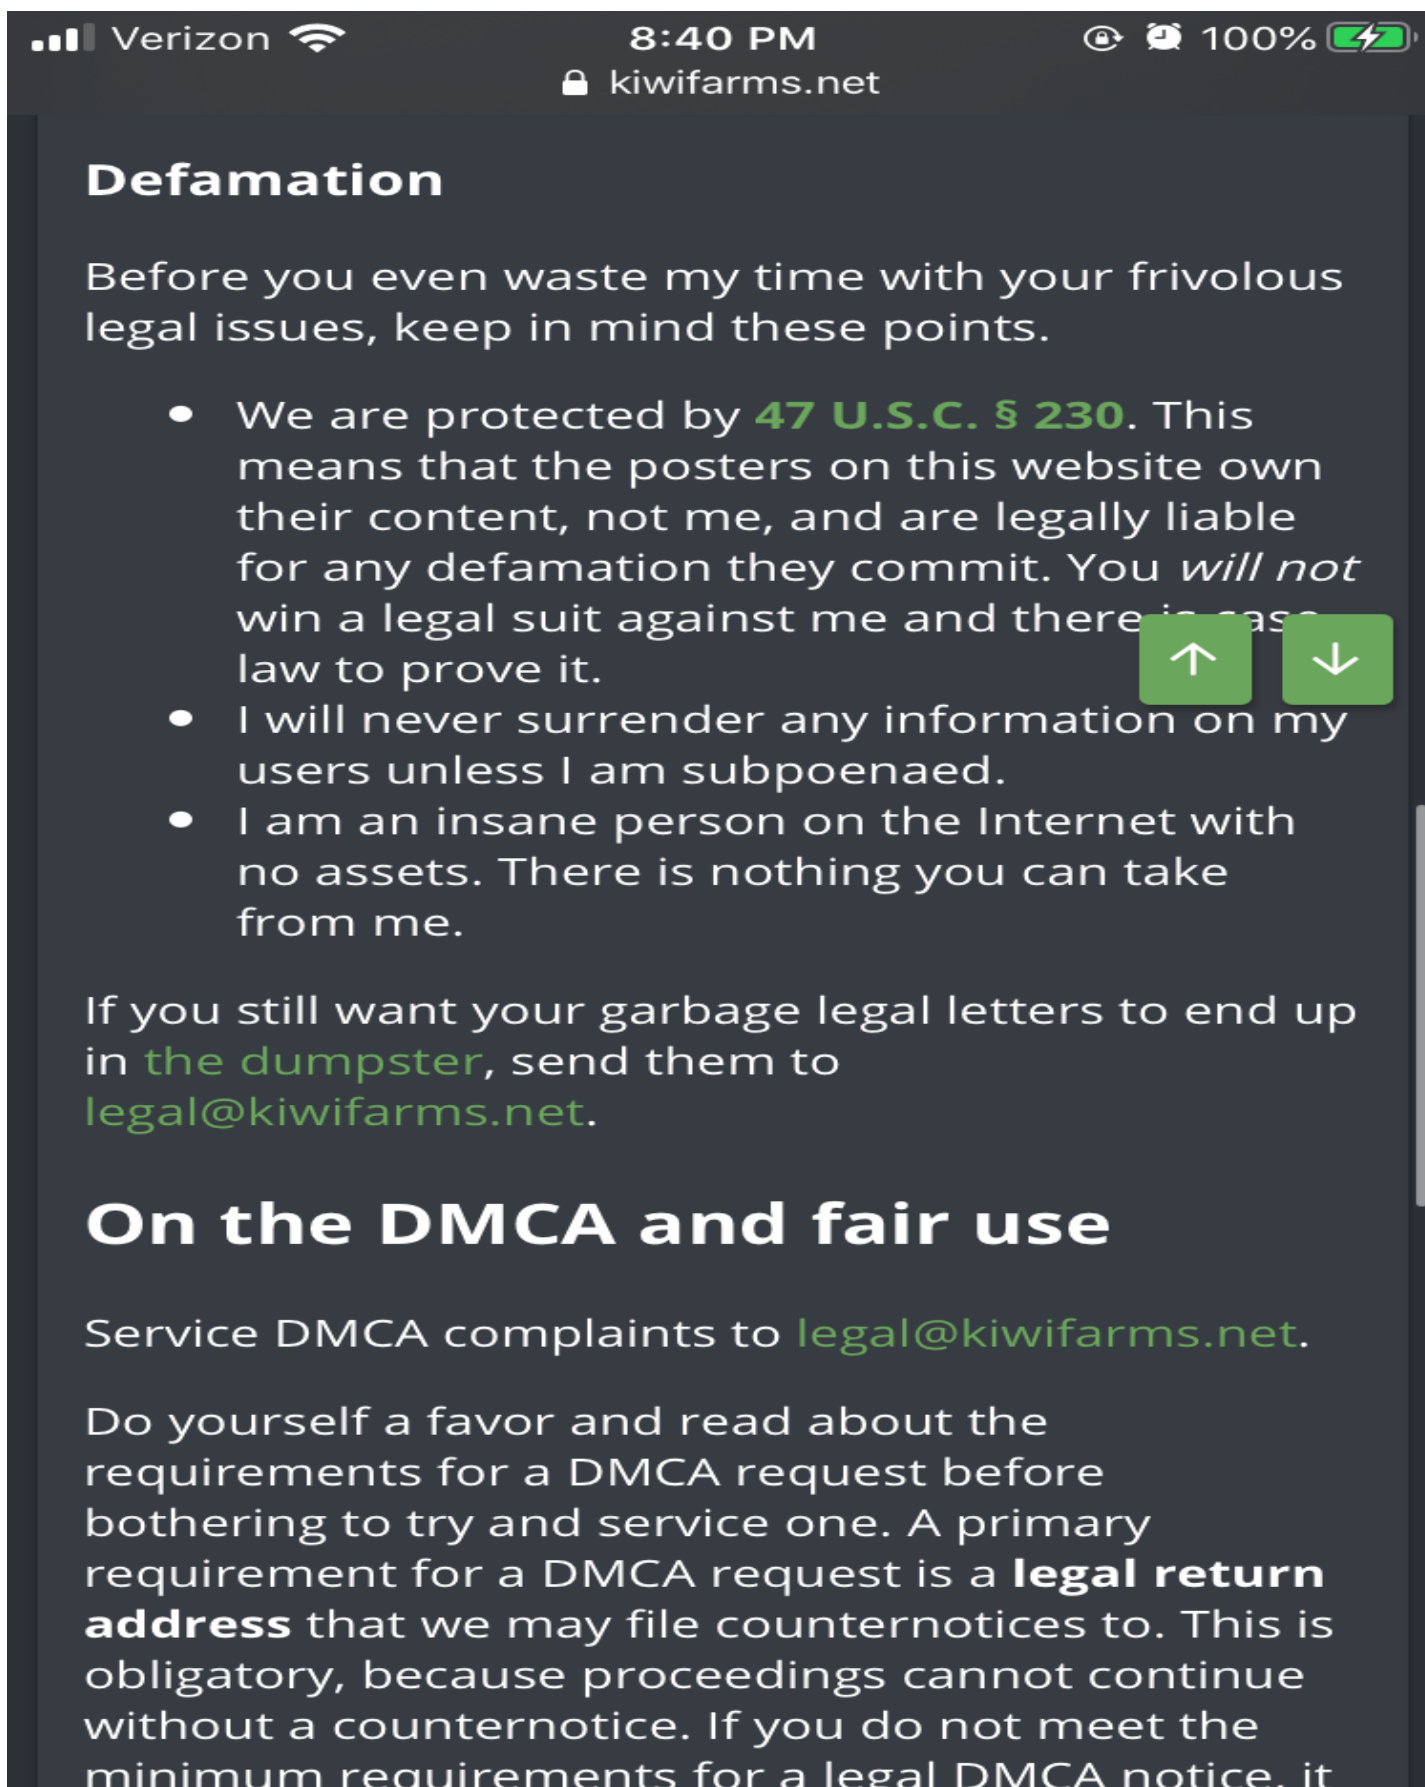 Verizon 8:40 PM 100%
kiwifarms.net
Defamation
Before you even waste my time with your frivolous
legal issues, keep in mind these points.
• We are protected by 47 U.S.C. § 230. This
means that the posters on this website own
their content, not me, and are legally liable
for any defamation they commit. You will not
win a legal suit against me and there is case
law to prove it.
• I will never surrender any information on my
users unless I am subpoenaed.
• I am an insane person on the Internet with
no assets. There is nothing you can take
from me.
If you still want your garbage legal letters to end up
in the dumpster, send them to
legal@kiwifarms.net.
On the DMCA and fair use
Service DMCA complaints to legal@kiwifarms.net.
Do yourself a favor and read about the
requirements for a DMCA request before
bothering to try and service one. A primary
requirement for a DMCA request is a legal return
address that we may file counternotices to. This is
obligatory, because proceedings cannot continue
without a counternotice. If you do not meet the
minimum requirements for a legal DMCA notice, it